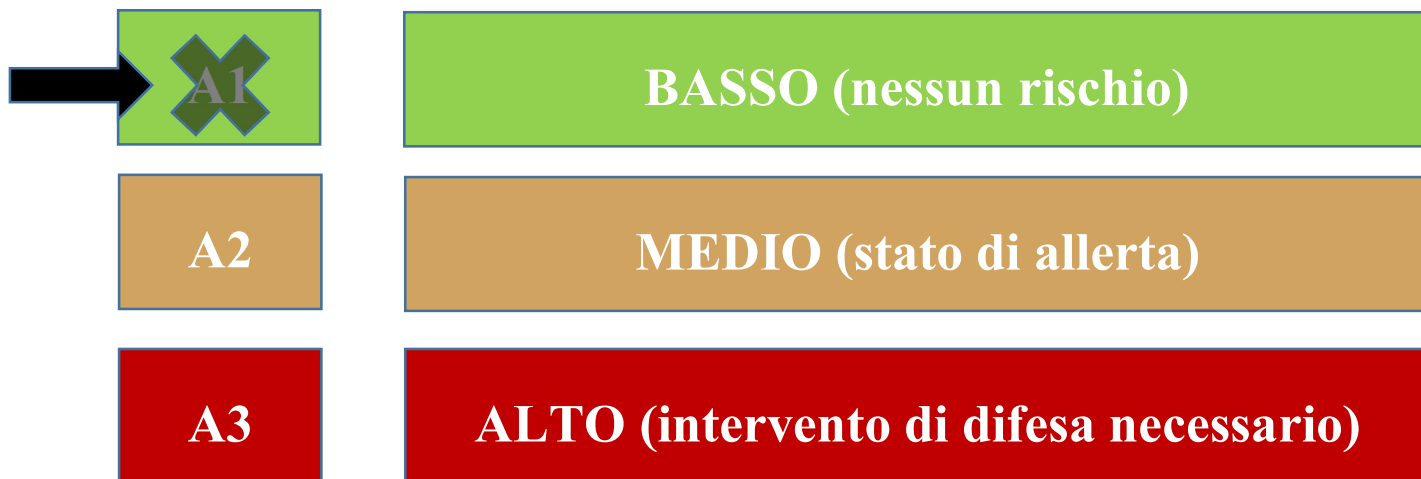 A1 BASSO (nessun rischio)
A2 MEDIO (stato di allerta)
A3 ALTO (intervento di difesa necessario)